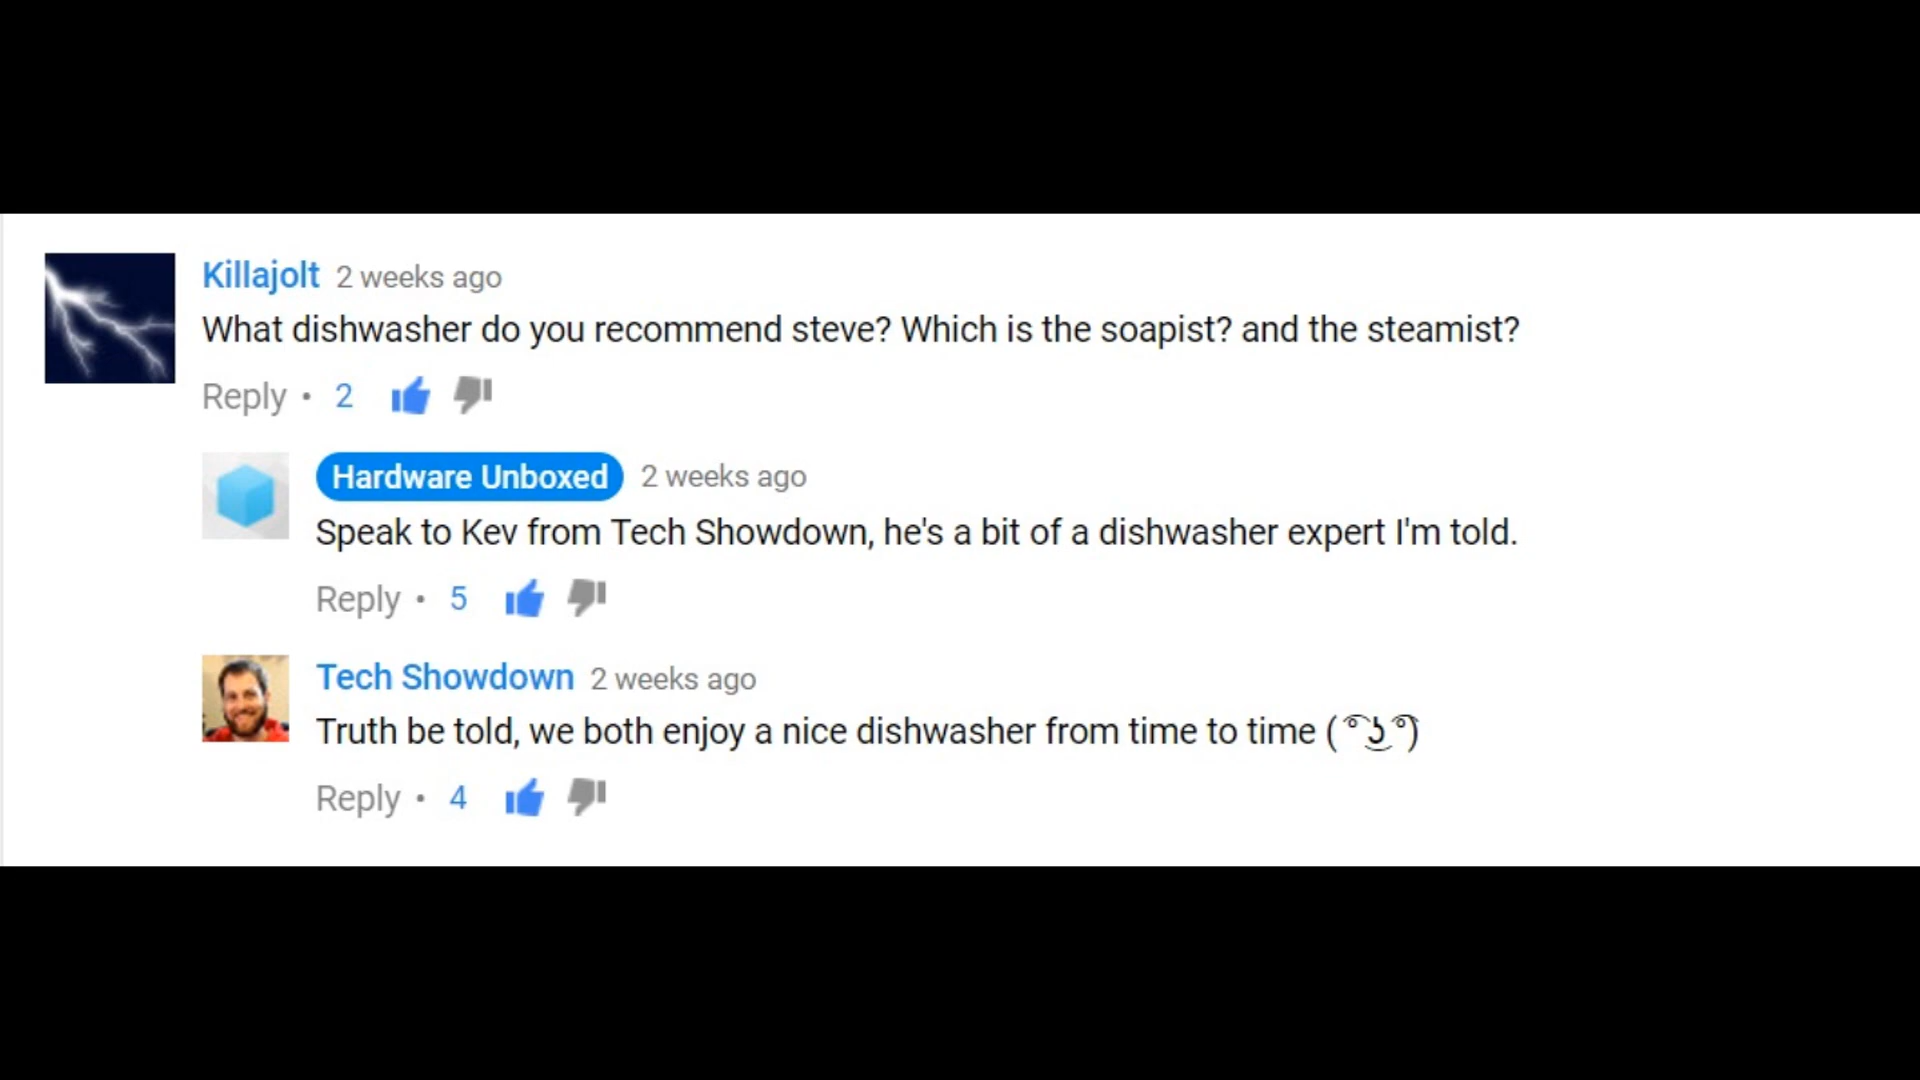 Killajolt 2 weeks ago
What dishwasher do you recommend steve? Which is the soapist? and the steamist?
Reply • 2
Hardware Unboxed 2 weeks ago
Speak to Kev from Tech Showdown, he's a bit of a dishwasher expert I'm told.
Reply • 5
Tech Showdown 2 weeks ago
Truth be told, we both enjoy a nice dishwasher from time to time ( ͡° ͜ʖ ͡°)
Reply • 4